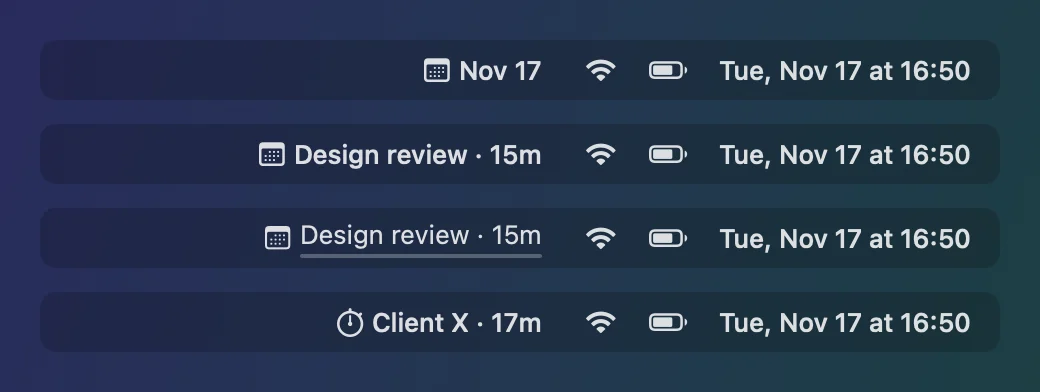 Nov 17 Tue, Nov 17 at 16:50
Design review · 15m Tue, Nov 17 at 16:50
Design review · 15m Tue, Nov 17 at 16:50
Client X · 17m Tue, Nov 17 at 16:50